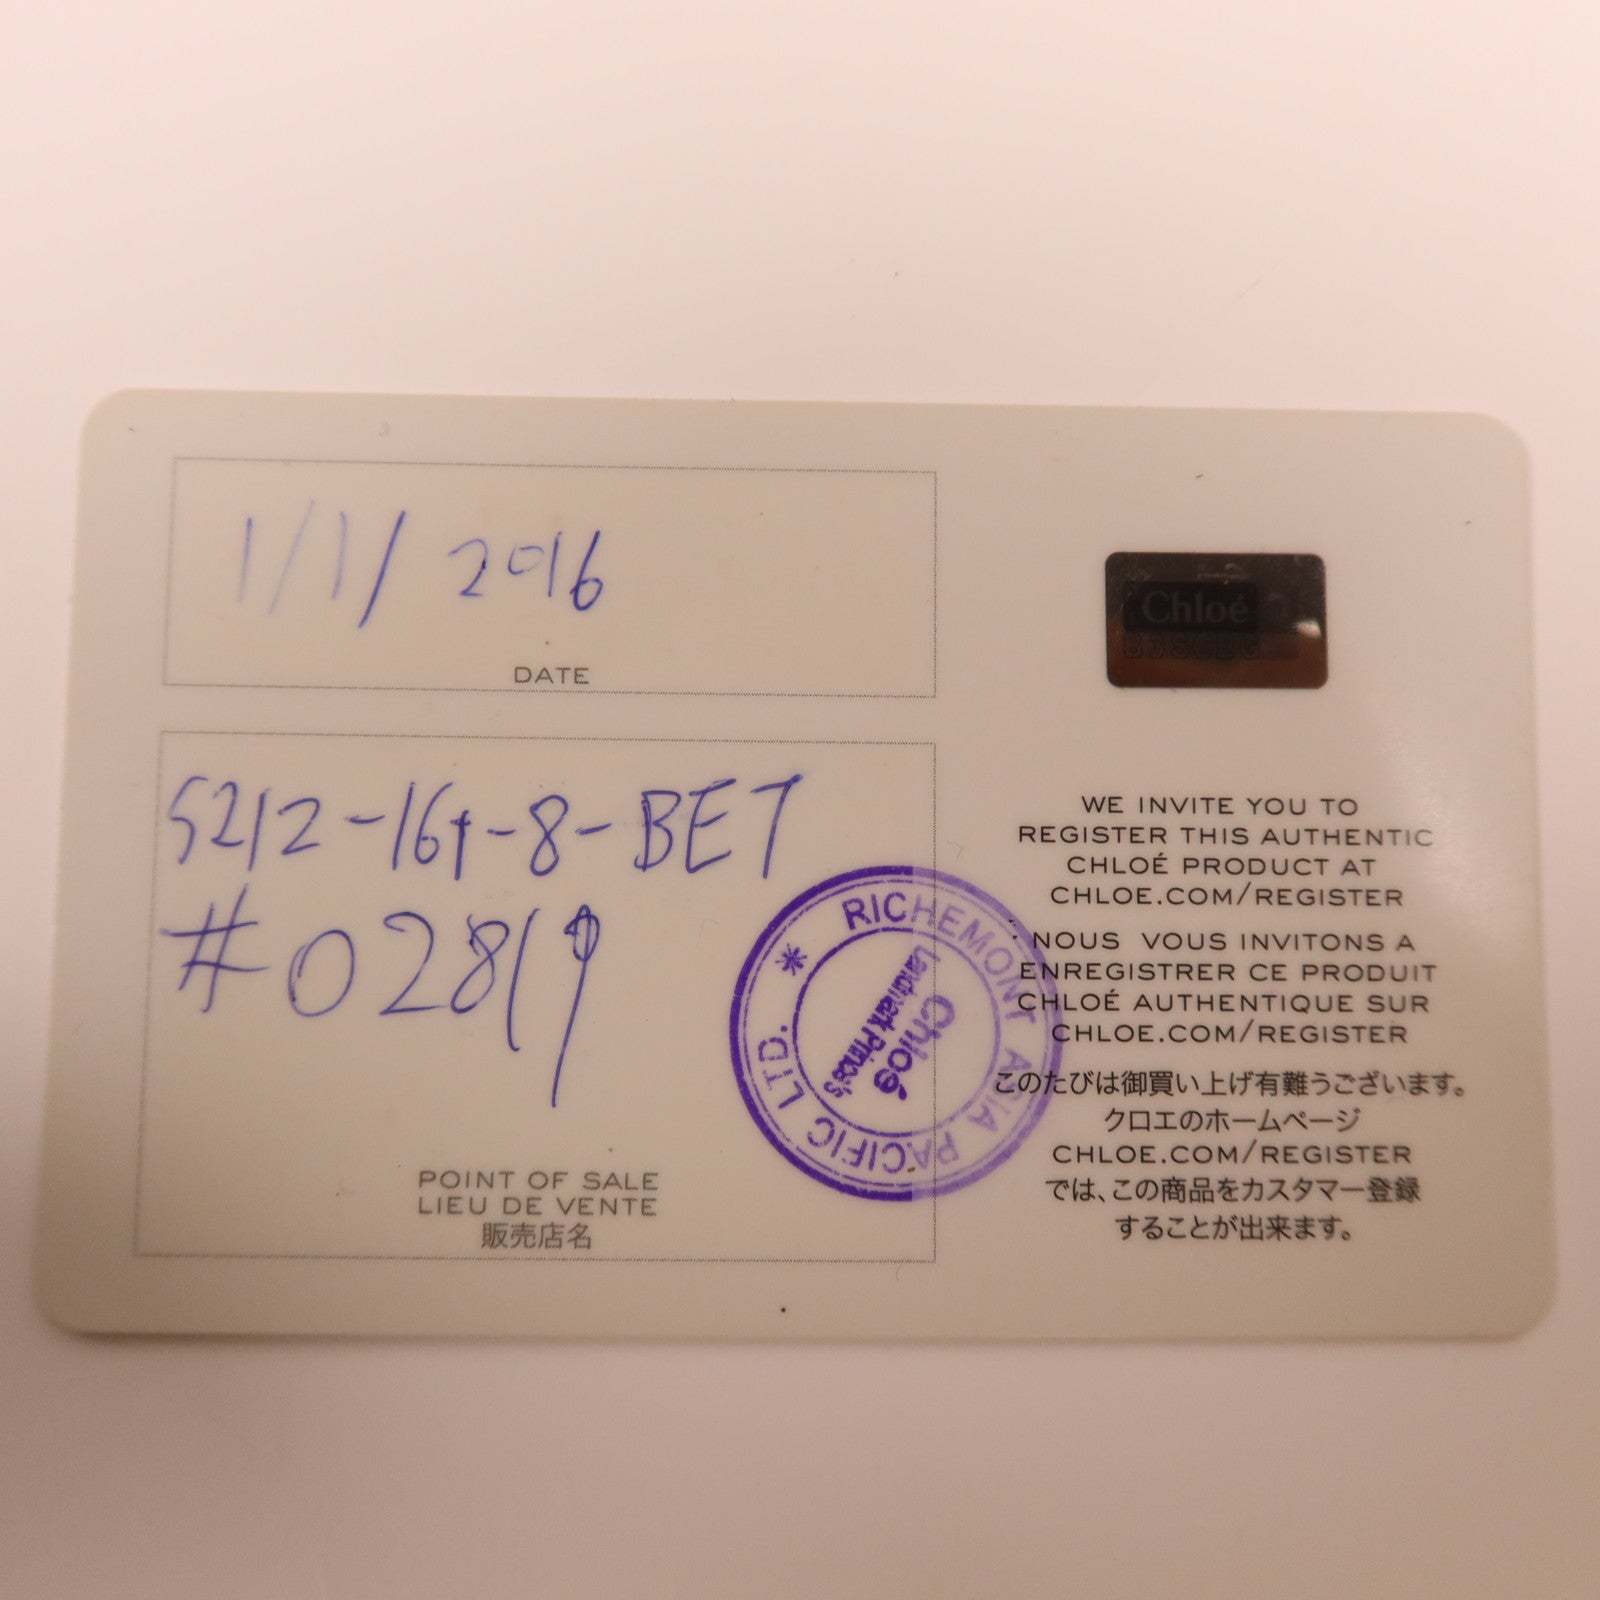 1/1/2016
DATE
5212-16f-8-BET
#02819
POINT OF SALE
LIEU DE VENTE
販売店名
RICHEMONT ASIA PACIFIC LTD. *
Chloé
Landmark Prince's
Chloé
WE INVITE YOU TO
REGISTER THIS AUTHENTIC
CHLOÉ PRODUCT AT
CHLOE.COM/REGISTER
NOUS VOUS INVITONS A
ENREGISTRER CE PRODUIT
CHLOÉ AUTHENTIQUE SUR
CHLOE.COM/REGISTER
このたびは御買い上げ有難うございます。
クロエのホームページ
CHLOE.COM/REGISTER
では、この商品をカスタマー登録
することが出来ます。